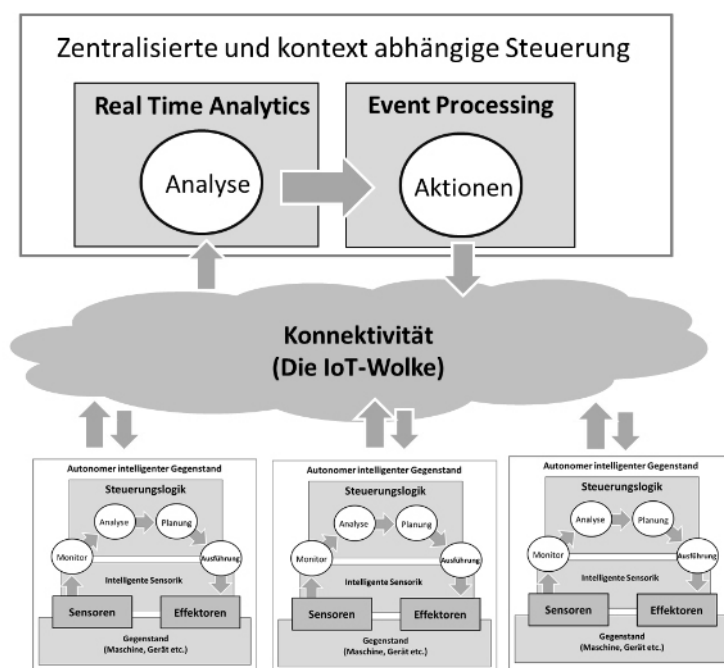 Zentralisierte und kontext abhängige Steuerung
Real Time Analytics
Event Processing
Analyse
Aktionen
Konnektivität
(Die IoT-Wolke)
Autonomer intelligenter Gegenstand
Steuerungslogik
Analyse
Planung
Monitor
Ausführung
Intelligente Sensorik
Sensoren
Effektoren
Gegenstand
(Maschine, Gerät etc.)
Autonomer intelligenter Gegenstand
Steuerungslogik
Analyse
Planung
Monitor
Ausführung
Intelligente Sensorik
Sensoren
Effektoren
Gegenstand
(Maschine, Gerät etc.)
Autonomer intelligenter Gegenstand
Steuerungslogik
Analyse
Planung
Monitor
Ausführung
Intelligente Sensorik
Sensoren
Effektoren
Gegenstand
(Maschine, Gerät etc.)